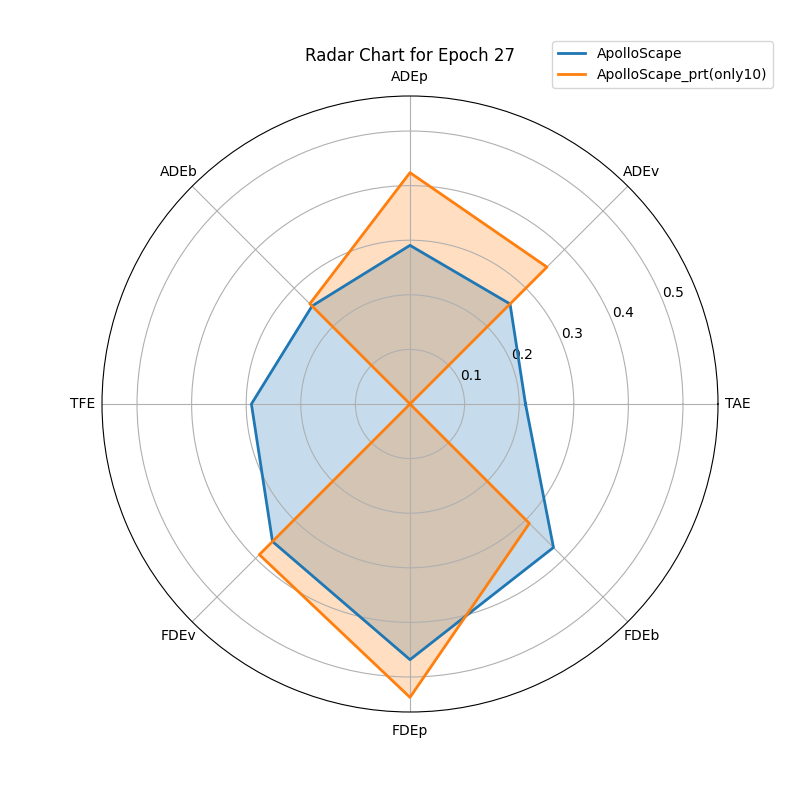 Radar Chart for Epoch 27
ApolloScape
ApolloScape_prt(only10)
ADEp
ADEb
ADEv
0.5
0.4
0.3
0.2
0.1
TFE
TAE
FDEv
FDEb
FDEp